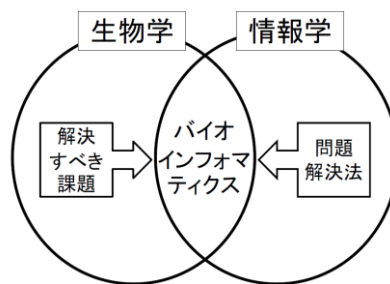 生物学
情報学
解決
すべき
課題
バイオ
インフォマ
ティクス
問題
解決法